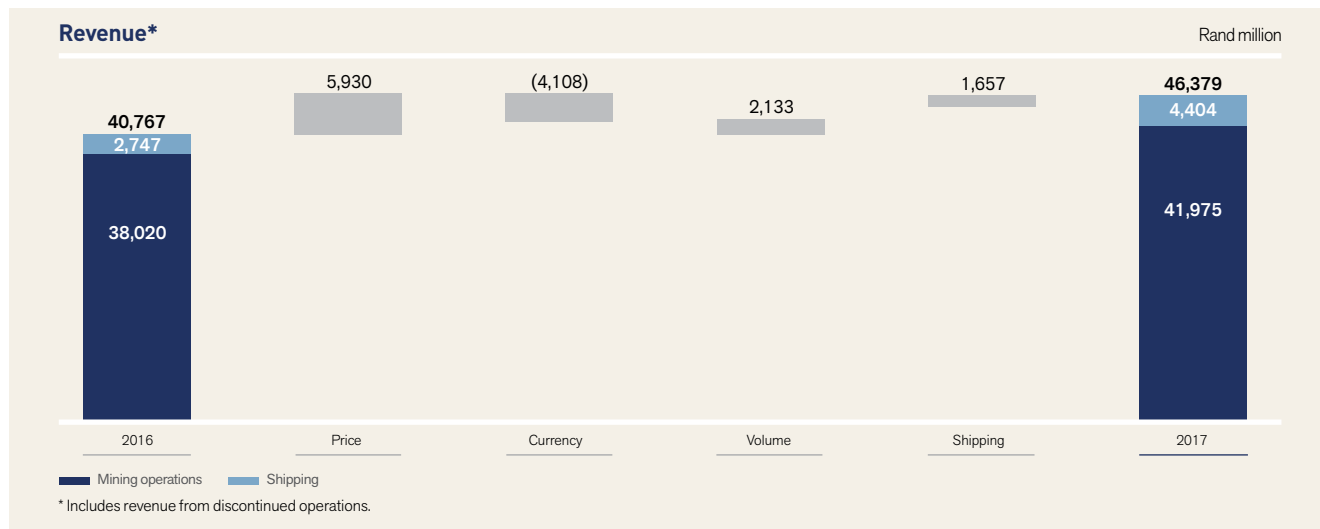 Revenue*
Rand million
5,930
(4,108)
2,133
1,657
46,379
4,404
40,767
2,747
38,020
41,975
2016
Price
Currency
Volume
Shipping
2017
Mining operations
Shipping
* Includes revenue from discontinued operations.